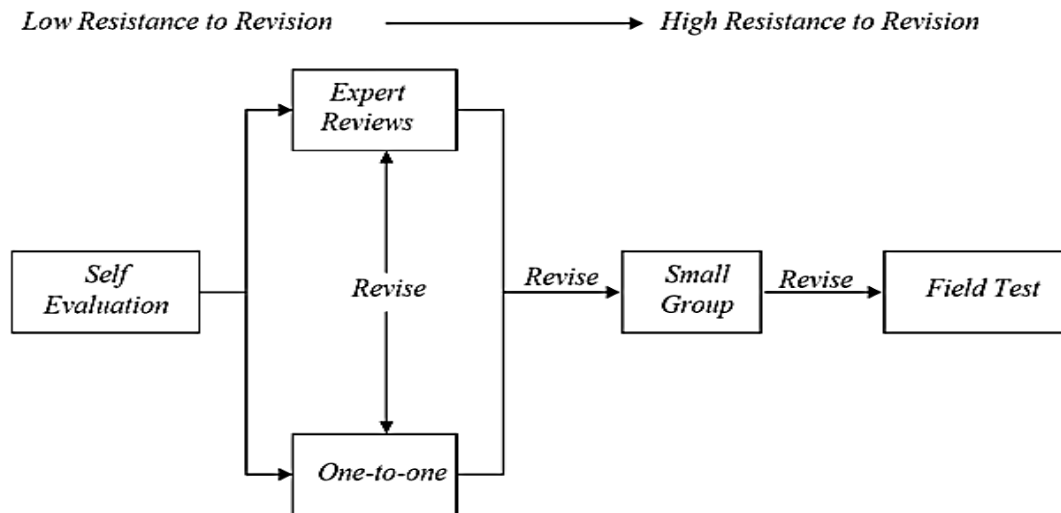 Low Resistance to Revision
High Resistance to Revision
Expert
Reviews
Self
Evaluation
Revise
Revise
Small
Group
Revise
Field Test
One-to-one